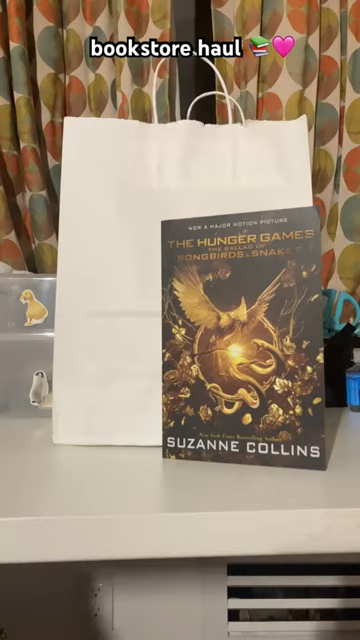 bookstore haul 📚🩷
NOW A MAJOR MOTION PICTURE
THE HUNGER GAMES
THE BALLAD OF
SONGBIRDS & SNAKES
New York Times Bestselling Author
SUZANNE COLLINS